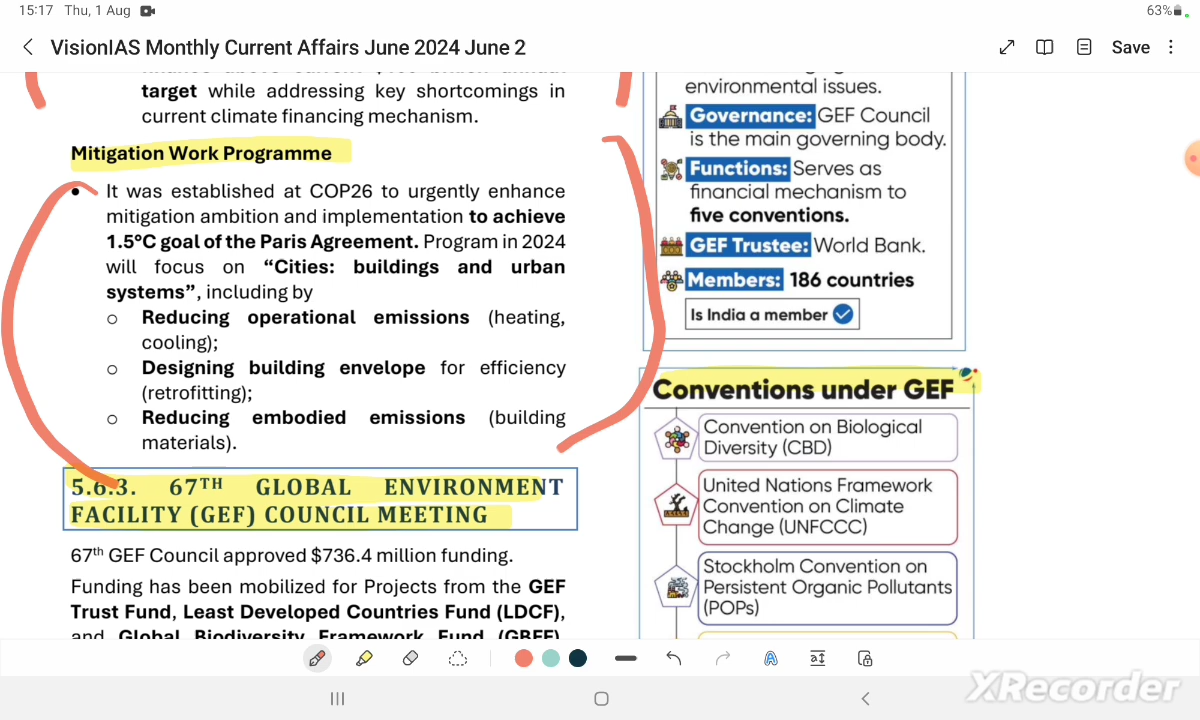 15:17 Thu, 1 Aug
63%
VisionIAS Monthly Current Affairs June 2024 June 2
Save
target while addressing key shortcomings in
current climate financing mechanism.
Mitigation Work Programme
• It was established at COP26 to urgently enhance
mitigation ambition and implementation to achieve
1.5°C goal of the Paris Agreement. Program in 2024
will focus on “Cities: buildings and urban
systems”, including by
o Reducing operational emissions (heating,
cooling);
o Designing building envelope for efficiency
(retrofitting);
o Reducing embodied emissions (building
materials).
5.6.3. 67TH GLOBAL ENVIRONMENT
FACILITY (GEF) COUNCIL MEETING
67th GEF Council approved $736.4 million funding.
Funding has been mobilized for Projects from the GEF
Trust Fund, Least Developed Countries Fund (LDCF),
and Global Biodiversity Framework Fund (GBFF),
environmental issues.
Governance: GEF Council
is the main governing body.
Functions: Serves as
financial mechanism to
five conventions.
GEF Trustee: World Bank.
Members: 186 countries
Is India a member
Conventions under GEF
Convention on Biological
Diversity (CBD)
United Nations Framework
Convention on Climate
Change (UNFCCC)
Stockholm Convention on
Persistent Organic Pollutants
(POPs)
XRecorder